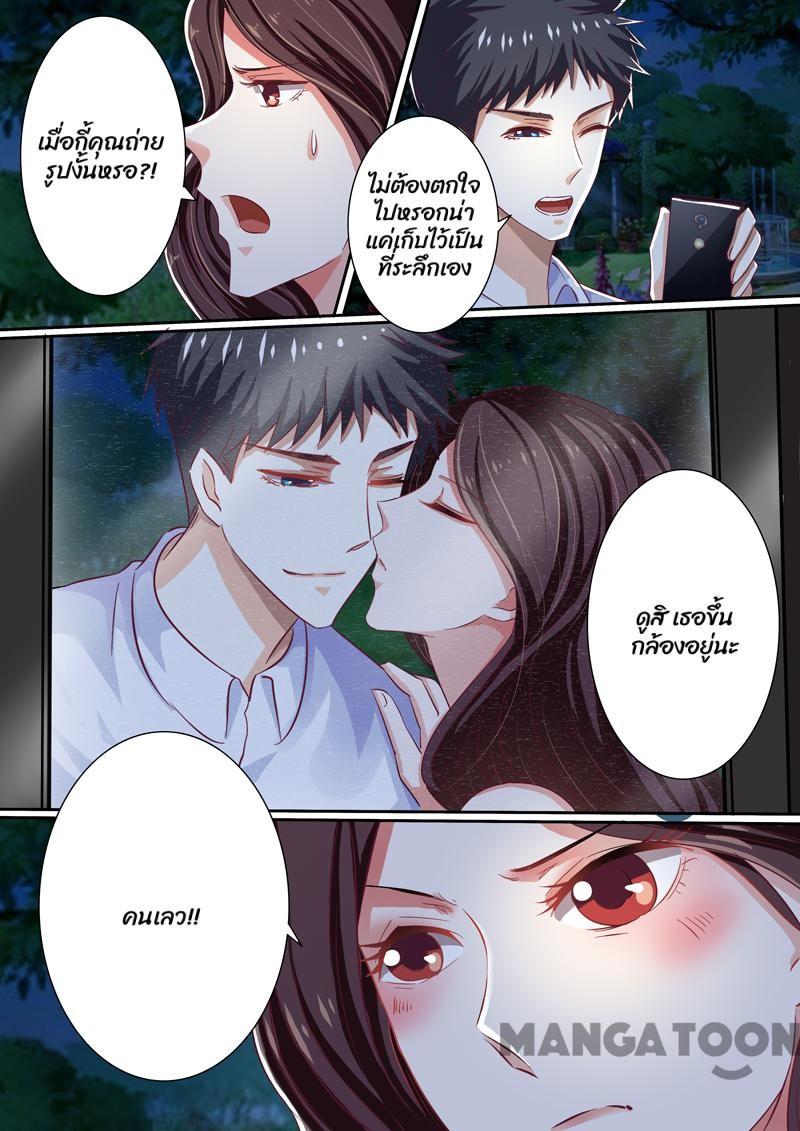 เมื่อกี้คุณถ่าย
รูปงั้นหรอ?!
ไม่ต้องตกใจ
ไปหรอกน่า
แค่เก็บไว้เป็น
ที่ระลึกเอง
ดูสิ เธอขึ้น
กล้องอยู่นะ
คนเลว!!
MANGATOON